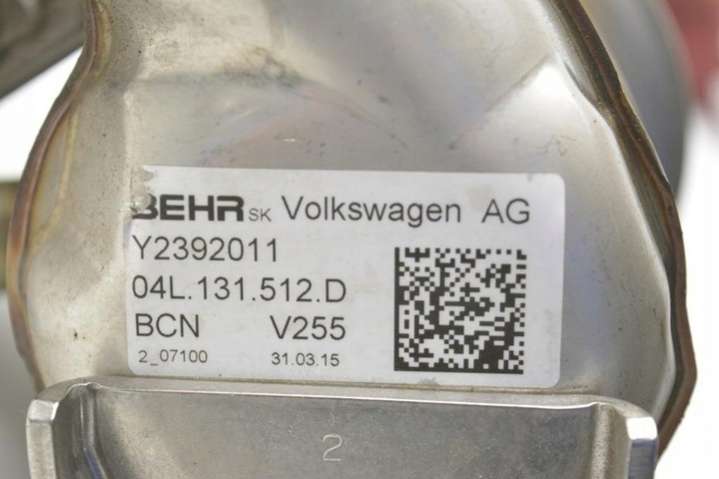 BEHR SK Volkswagen AG
Y2392011
04L.131.512.D
BCN V255
2_07100 31.03.15
2